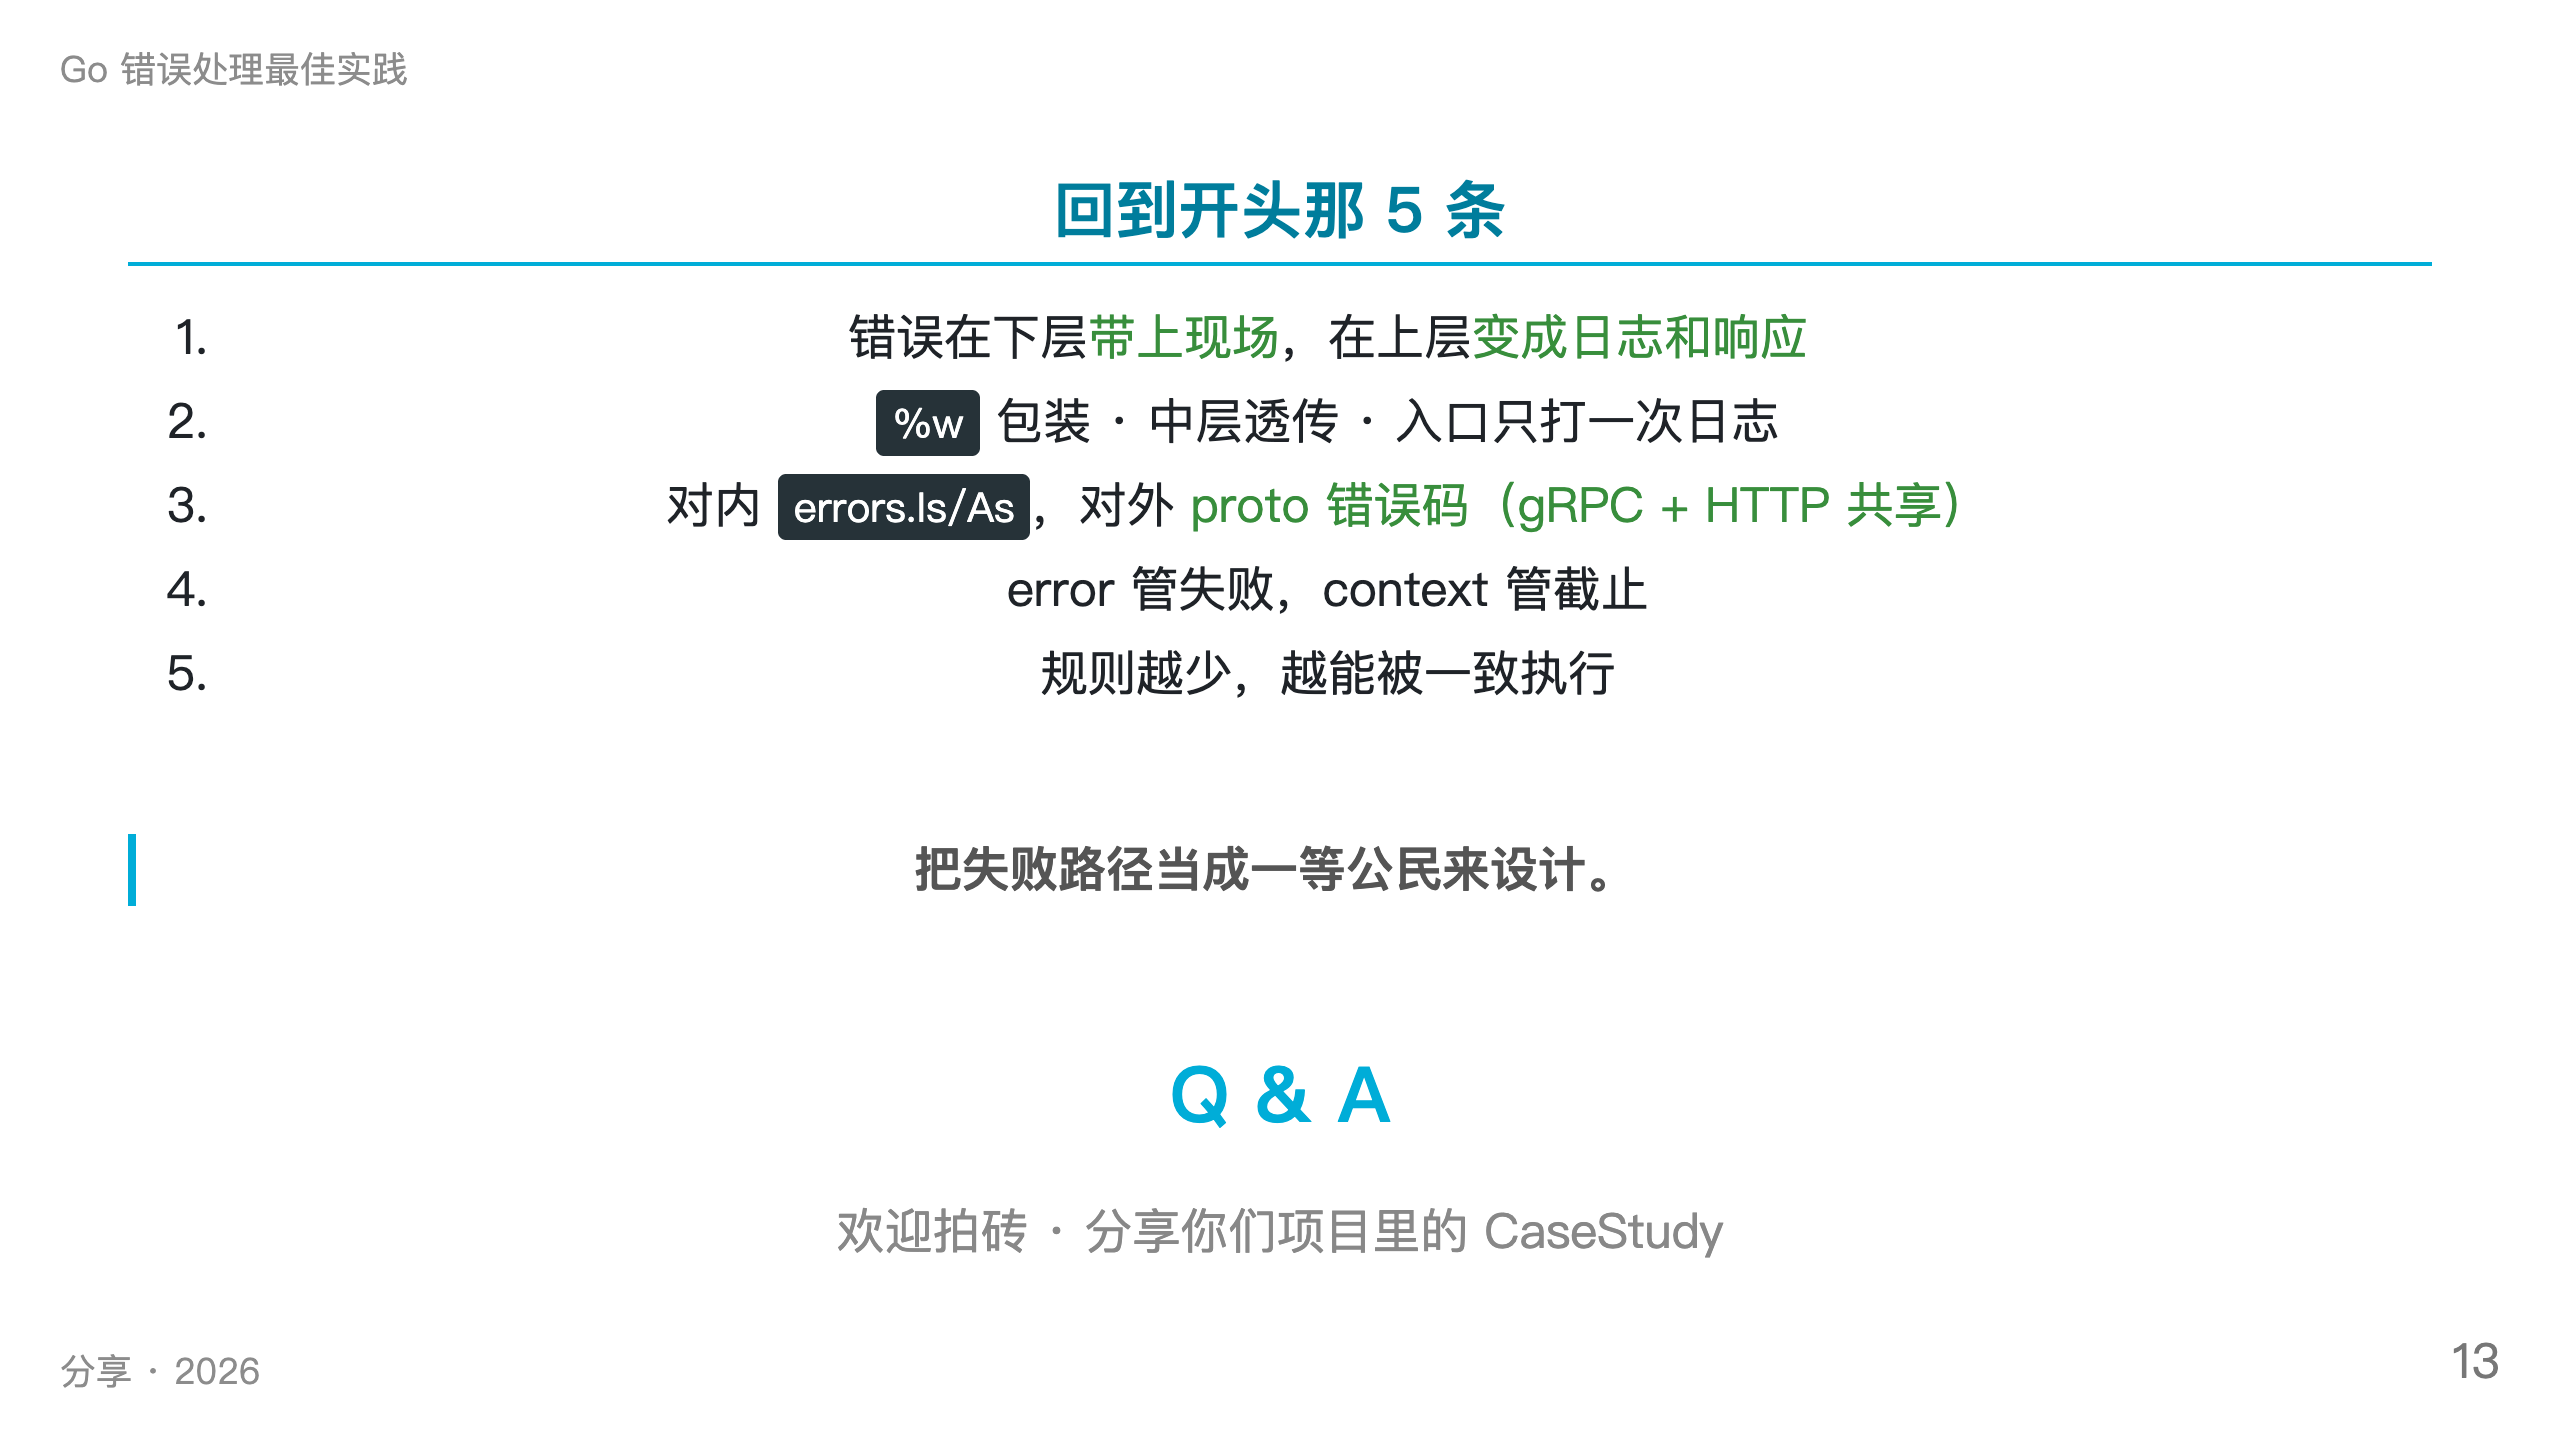 Go 错误处理最佳实践
回到开头那 5 条
1. 错误在下层带上现场，在上层变成日志和响应
2. %w 包装 · 中层透传 · 入口只打一次日志
3. 对内 errors.Is/As，对外 proto 错误码（gRPC + HTTP 共享）
4. error 管失败，context 管截止
5. 规则越少，越能被一致执行
把失败路径当成一等公民来设计。
Q & A
欢迎拍砖 · 分享你们项目里的 CaseStudy
分享 · 2026
13